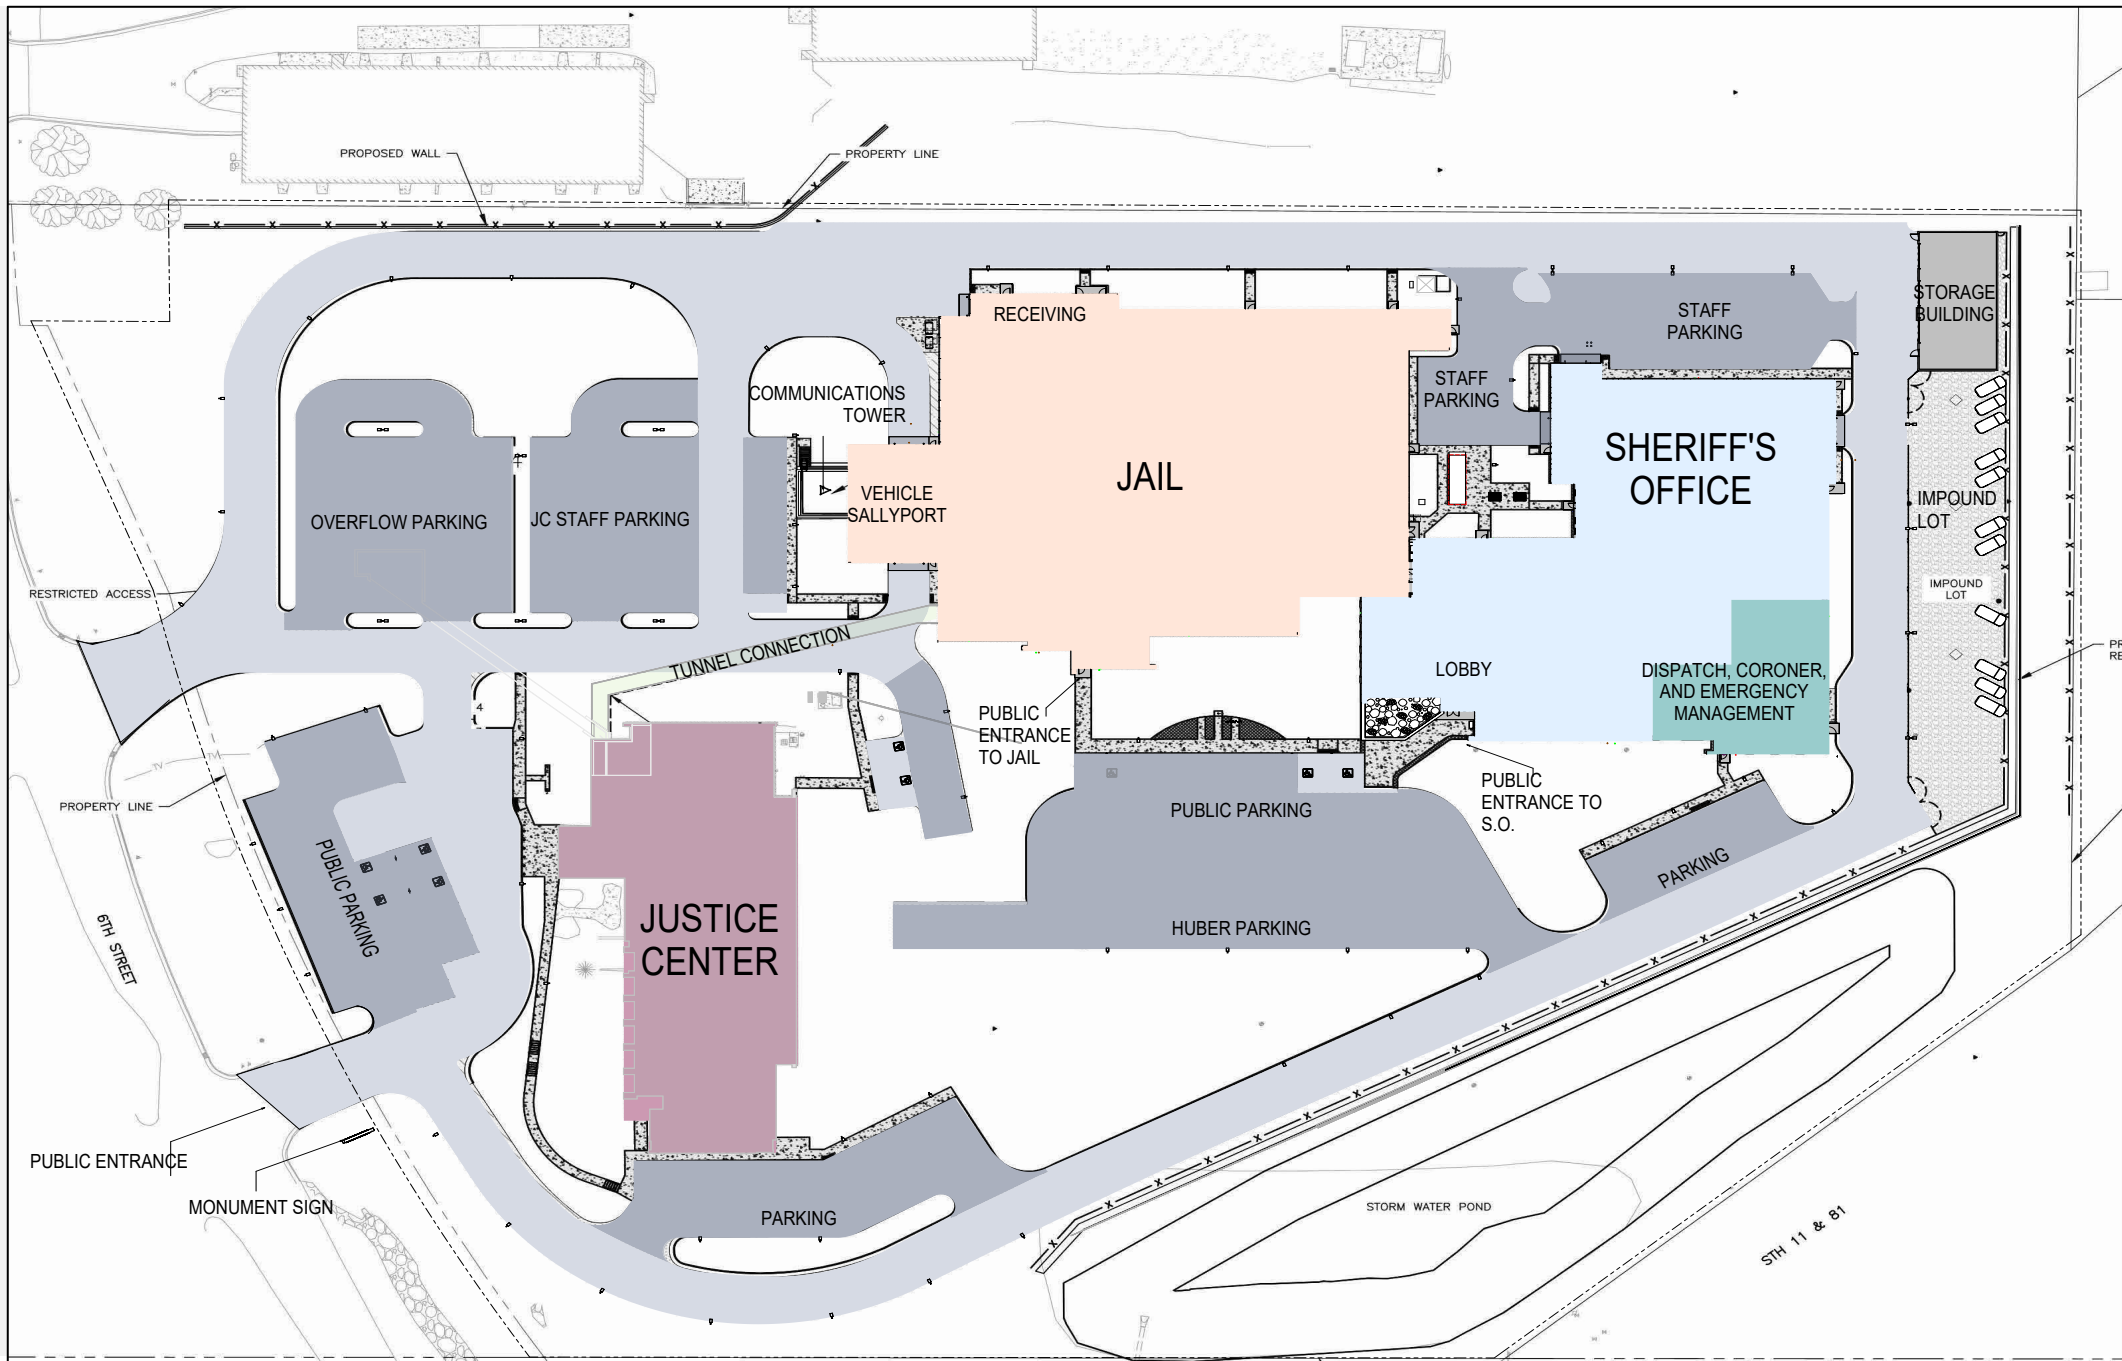 PROPOSED WALL
PROPERTY LINE
RECEIVING
STORAGE
BUILDING
STAFF
PARKING
STAFF
PARKING
COMMUNICATIONS
TOWER
JAIL
SHERIFF'S
OFFICE
VEHICLE
SALLYPORT
IMPOUND
LOT
OVERFLOW PARKING
JC STAFF PARKING
IMPOUND
LOT
RESTRICTED ACCESS
TUNNEL CONNECTION
LOBBY
DISPATCH, CORONER,
AND EMERGENCY
MANAGEMENT
4
PUBLIC
ENTRANCE
TO JAIL
PUBLIC
ENTRANCE TO
S.O.
TV
TV
PROPERTY LINE
PUBLIC PARKING
PUBLIC PARKING
PARKING
6TH STREET
JUSTICE
CENTER
HUBER PARKING
PUBLIC ENTRANCE
MONUMENT SIGN
PARKING
STORM WATER POND
STH 11 & 81